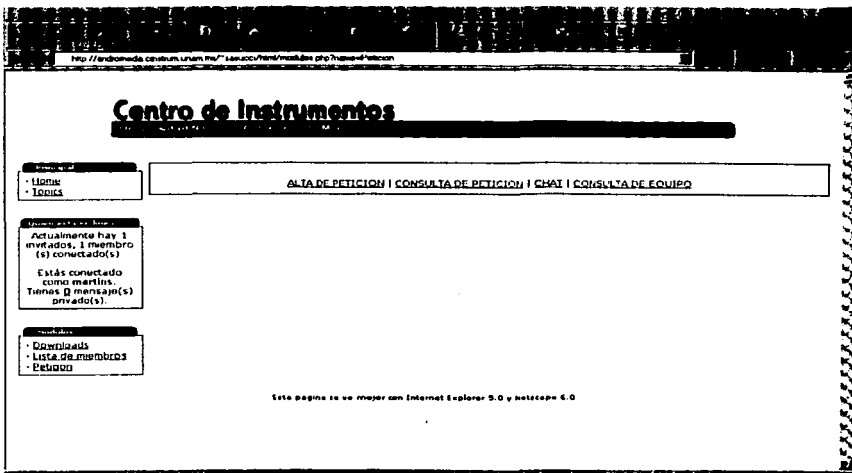 Centro de Instrumentos
· Home
· Topics
ALTA DE PETICION | CONSULTA DE PETICION | CHAT | CONSULTA DE EQUIPO
Actualmente hay 1
invitados, 1 miembro
(s) conectado(s)
Estás conectado
como martins.
Tienes 0 mensaje(s)
privado(s).
· Downloads
· Lista de miembros
· Peticion
Esta pagina se ve mejor con Internet Explorer 5.0 y Netscape 6.0